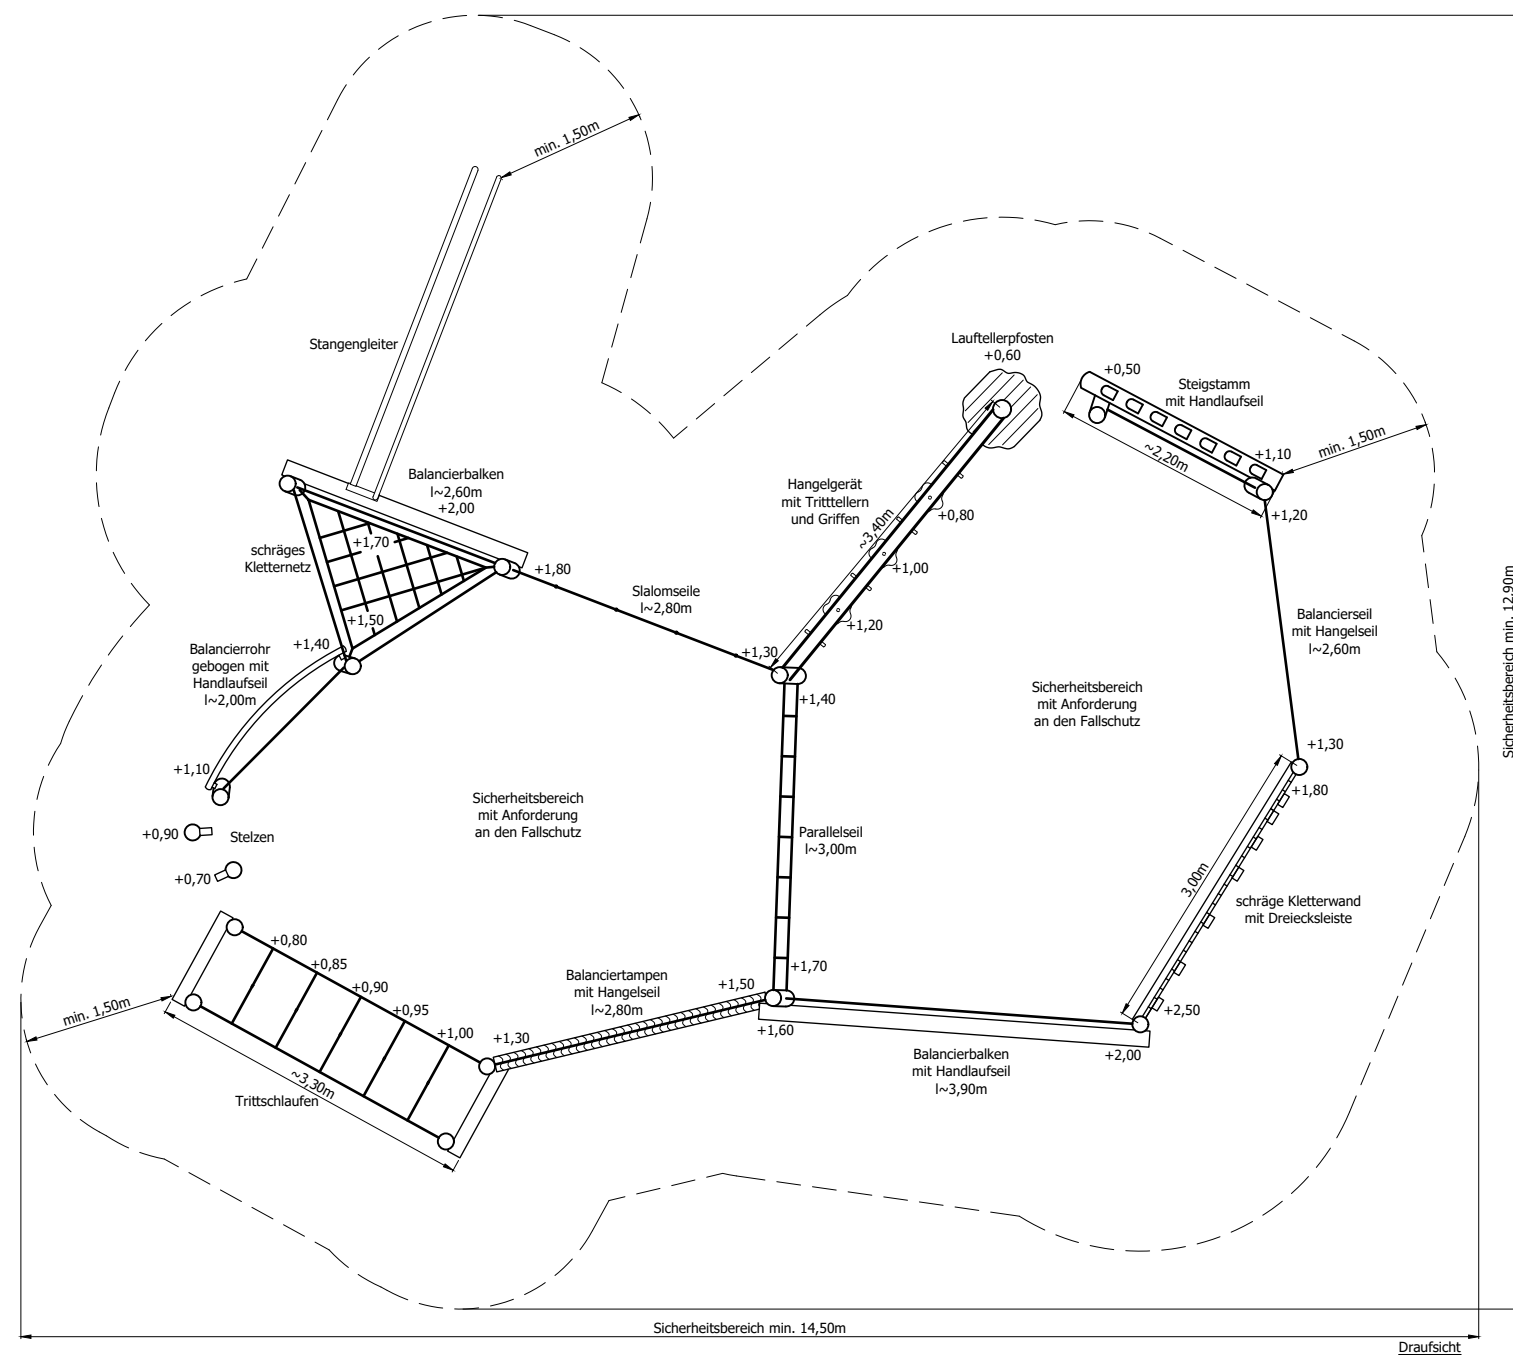 min. 1,50m
Stangengleiter
Lauftellerpfosten
+0,60
+0,50
Steigstamm
mit Handlaufseil
min. 1,50m
~2,20m
+1,10
+1,20
Balancierbalken
l~2,60m
+2,00
Hangelgerät
mit Tritttellern
und Griffen
~3,40m
+0,80
+1,00
+1,20
schräges
Kletternetz
+1,70
+1,50
+1,80
Slalomseile
l~2,80m
+1,30
+1,40
Balancierrohr
gebogen mit
Handlaufseil
l~2,00m
+1,40
+1,10
Sicherheitsbereich
mit Anforderung
an den Fallschutz
Balancierseil
mit Hangelseil
l~2,60m
Sicherheitsbereich min. 12,90m
+1,30
+1,80
+0,90
Stelzen
+0,70
Sicherheitsbereich
mit Anforderung
an den Fallschutz
Parallelseil
l~3,00m
3,00m
schräge Kletterwand
mit Dreiecksleiste
+2,50
+0,80
+0,85
+0,90
+0,95
+1,00
+1,30
min. 1,50m
~3,30m
Trittschlaufen
Balanciertampen
mit Hangelseil
l~2,80m
+1,50
+1,70
+1,60
+2,00
Balancierbalken
mit Handlaufseil
l~3,90m
Sicherheitsbereich min. 14,50m
Draufsicht